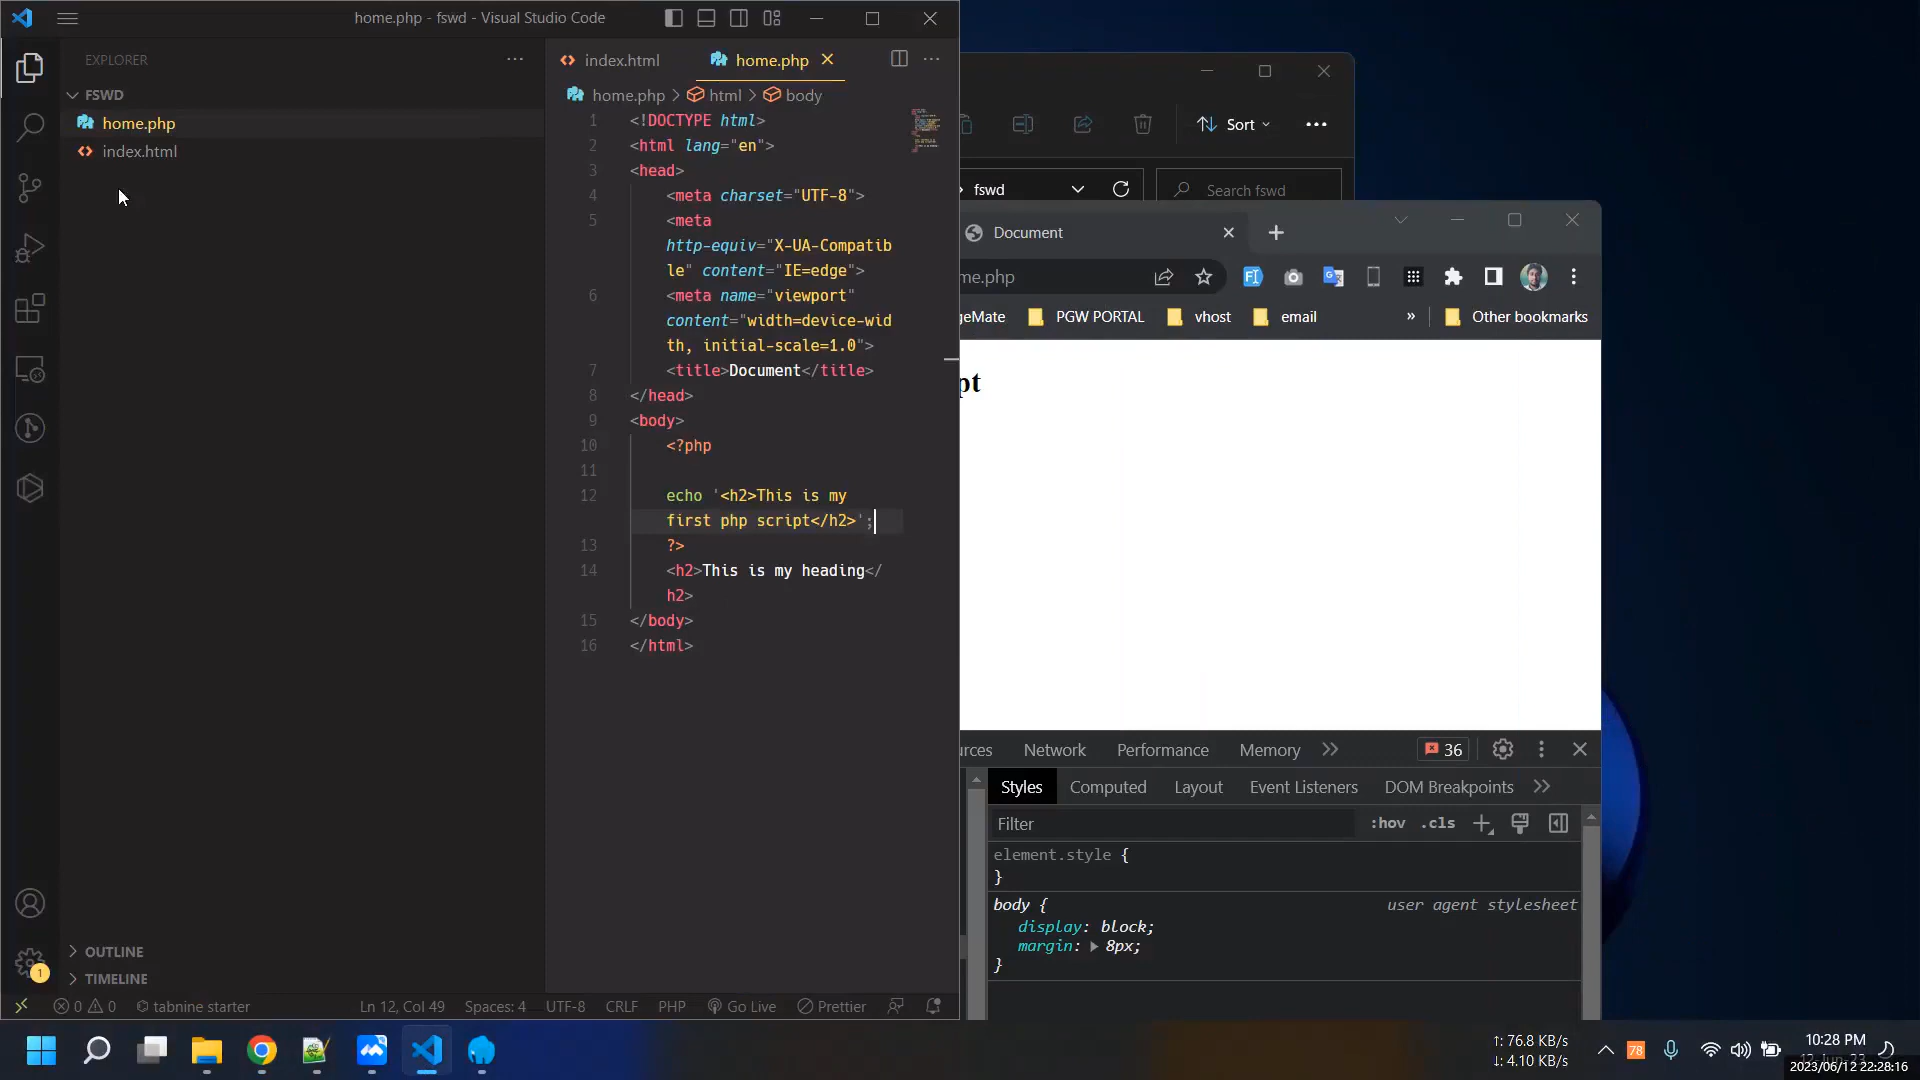 home.php - fswd - Visual Studio Code
EXPLORER
FSWD
home.php
index.html
OUTLINE
TIMELINE
index.html
home.php
home.php > html > body
1 <!DOCTYPE html>
2 <html lang="en">
3 <head>
4 <meta charset="UTF-8">
5 <meta
http-equiv="X-UA-Compatib
le" content="IE=edge">
6 <meta name="viewport"
content="width=device-wid
th, initial-scale=1.0">
7 <title>Document</title>
8 </head>
9 <body>
10 <?php
11
12 echo '<h2>This is my
first php script</h2>';
13 ?>
14 <h2>This is my heading</
h2>
15 </body>
16 </html>
1
0 0 tabnine starter Ln 12, Col 49 Spaces: 4 UTF-8 CRLF PHP Go Live Prettier
Sort
fswd
Search fswd
Document
me.php
geMate PGW PORTAL vhost email » Other bookmarks
pt
urces Network Performance Memory 36
Styles Computed Layout Event Listeners DOM Breakpoints
Filter :hov .cls
element.style {
}
body { user agent stylesheet
display: block;
margin: 8px;
}
↑: 76.8 KB/s
↓: 4.10 KB/s
78
10:28 PM
12-Jun-23
2023/06/12 22:28:16